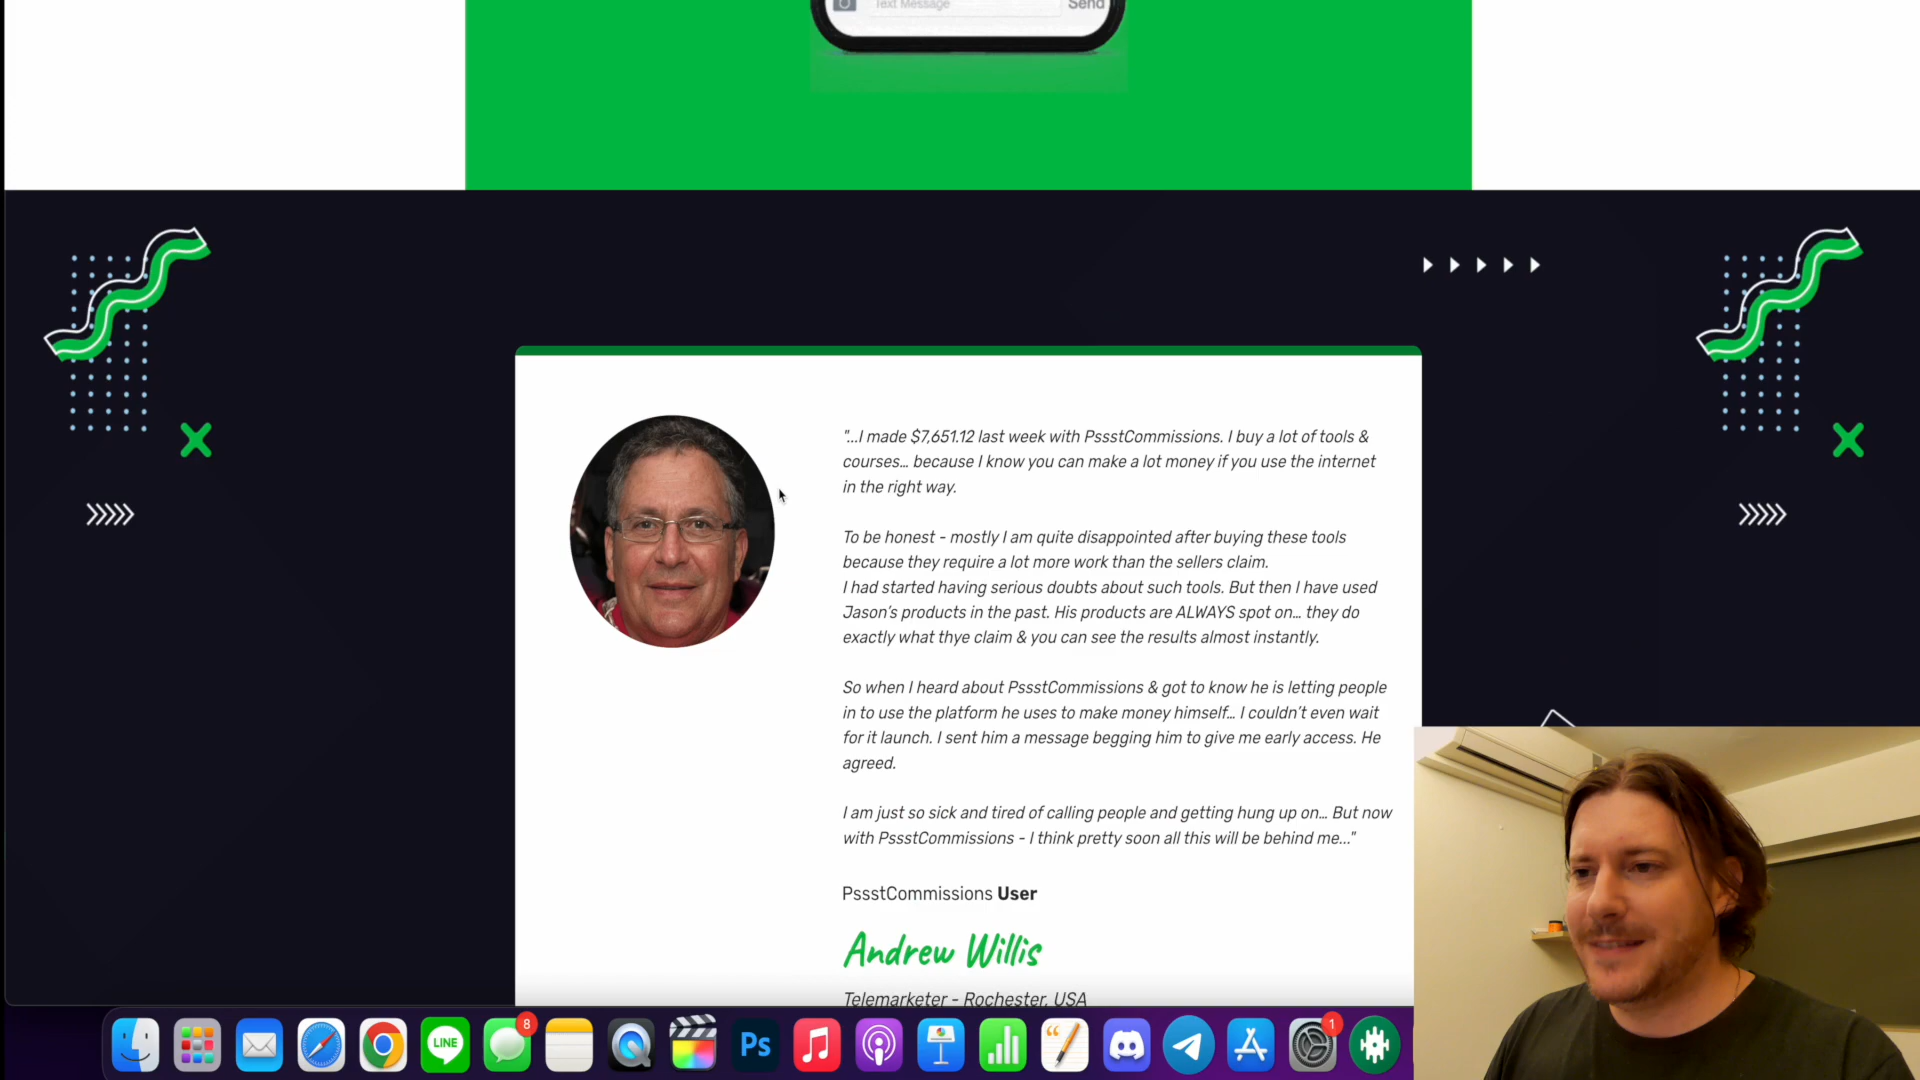 Text Message
Send
"...I made $7,651.12 last week with PssstCommissions. I buy a lot of tools &
courses... because I know you can make a lot money if you use the internet
in the right way.
To be honest - mostly I am quite disappointed after buying these tools
because they require a lot more work than the sellers claim.
I had started having serious doubts about such tools. But then I have used
Jason's products in the past. His products are ALWAYS spot on... they do
exactly what thye claim & you can see the results almost instantly.
So when I heard about PssstCommissions & got to know he is letting people
in to use the platform he uses to make money himself... I couldn't even wait
for it launch. I sent him a message begging him to give me early access. He
agreed.
I am just so sick and tired of calling people and getting hung up on... But now
with PssstCommissions - I think pretty soon all this will be behind me..."
PssstCommissions User
Andrew Willis
Telemarketer - Rochester, USA
LINE
8
Ps
1